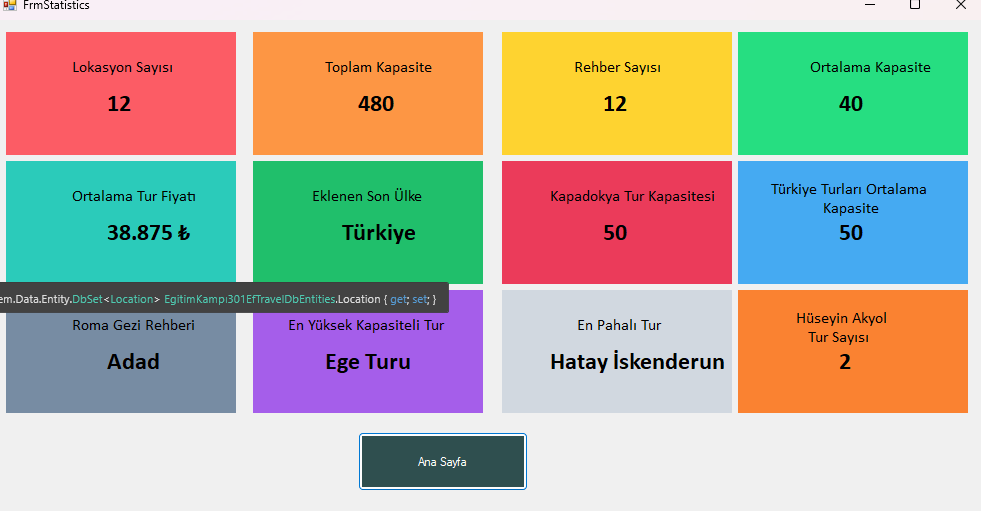 FrmStatistics
Lokasyon Sayısı
12
Toplam Kapasite
480
Rehber Sayısı
12
Ortalama Kapasite
40
Ortalama Tur Fiyatı
38.875 ₺
Eklenen Son Ülke
Türkiye
Kapadokya Tur Kapasitesi
50
Türkiye Turları Ortalama
Kapasite
50
em.Data.Entity.DbSet<Location> EgitimKampı301EfTravelDbEntities.Location { get; set; }
Roma Gezi Rehberi
Adad
En Yüksek Kapasiteli Tur
Ege Turu
En Pahalı Tur
Hatay İskenderun
Hüseyin Akyol
Tur Sayısı
2
Ana Sayfa